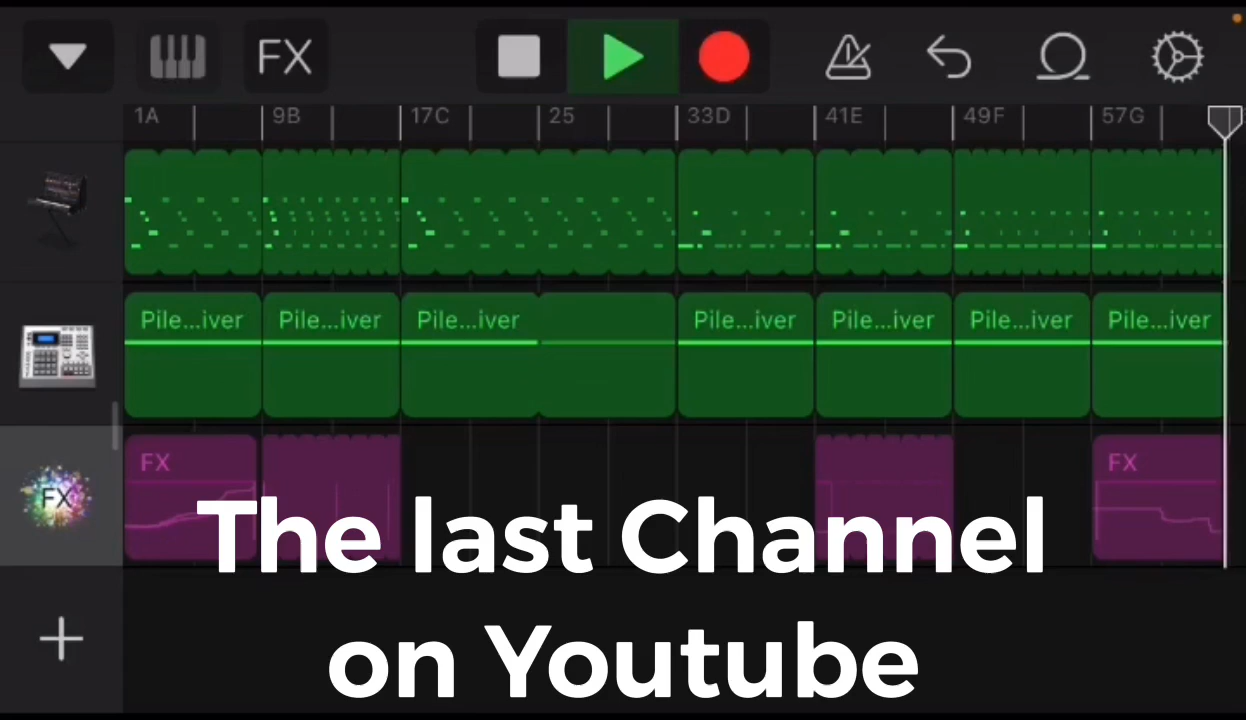 FX
1A 9B 17C 25 33D 41E 49F 57G
Pile...iver Pile...iver Pile...iver Pile...iver Pile...iver Pile...iver Pile...iver
FX FX
FX
The last Channel
on Youtube